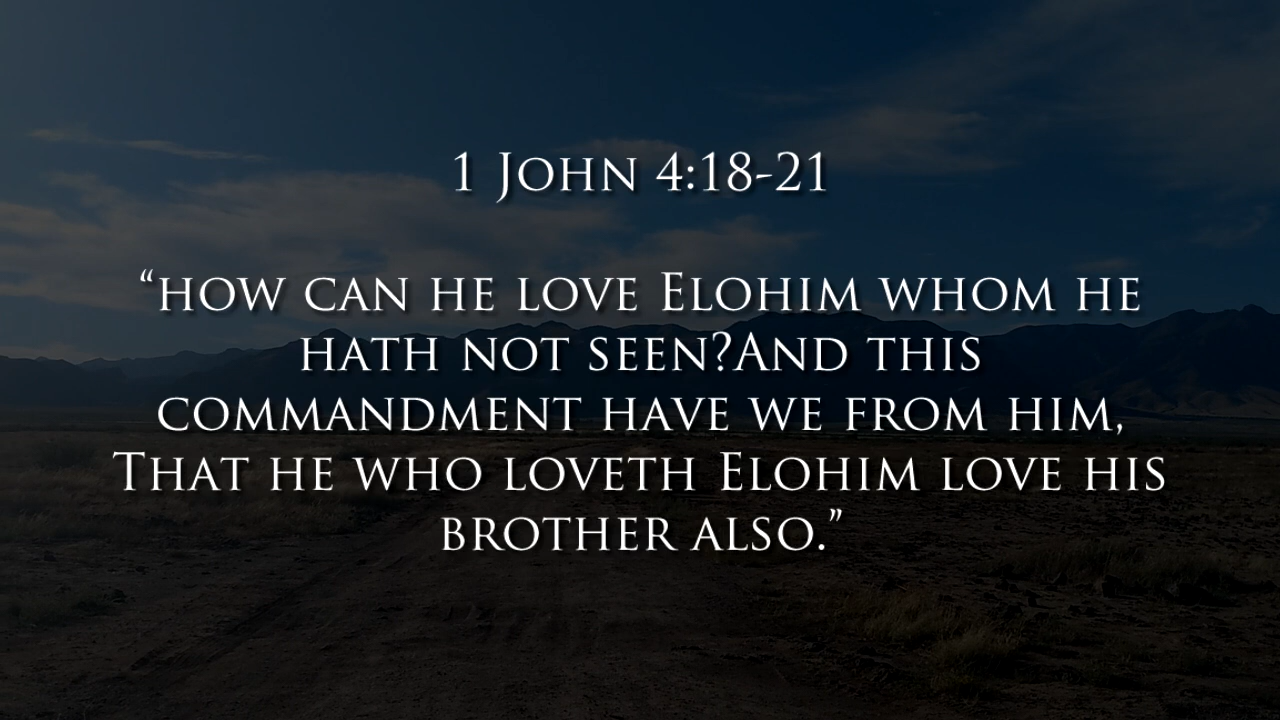 1 John 4:18-21
“how can he love Elohim whom he
hath not seen?And this
commandment have we from him,
That he who loveth Elohim love his
brother also.”